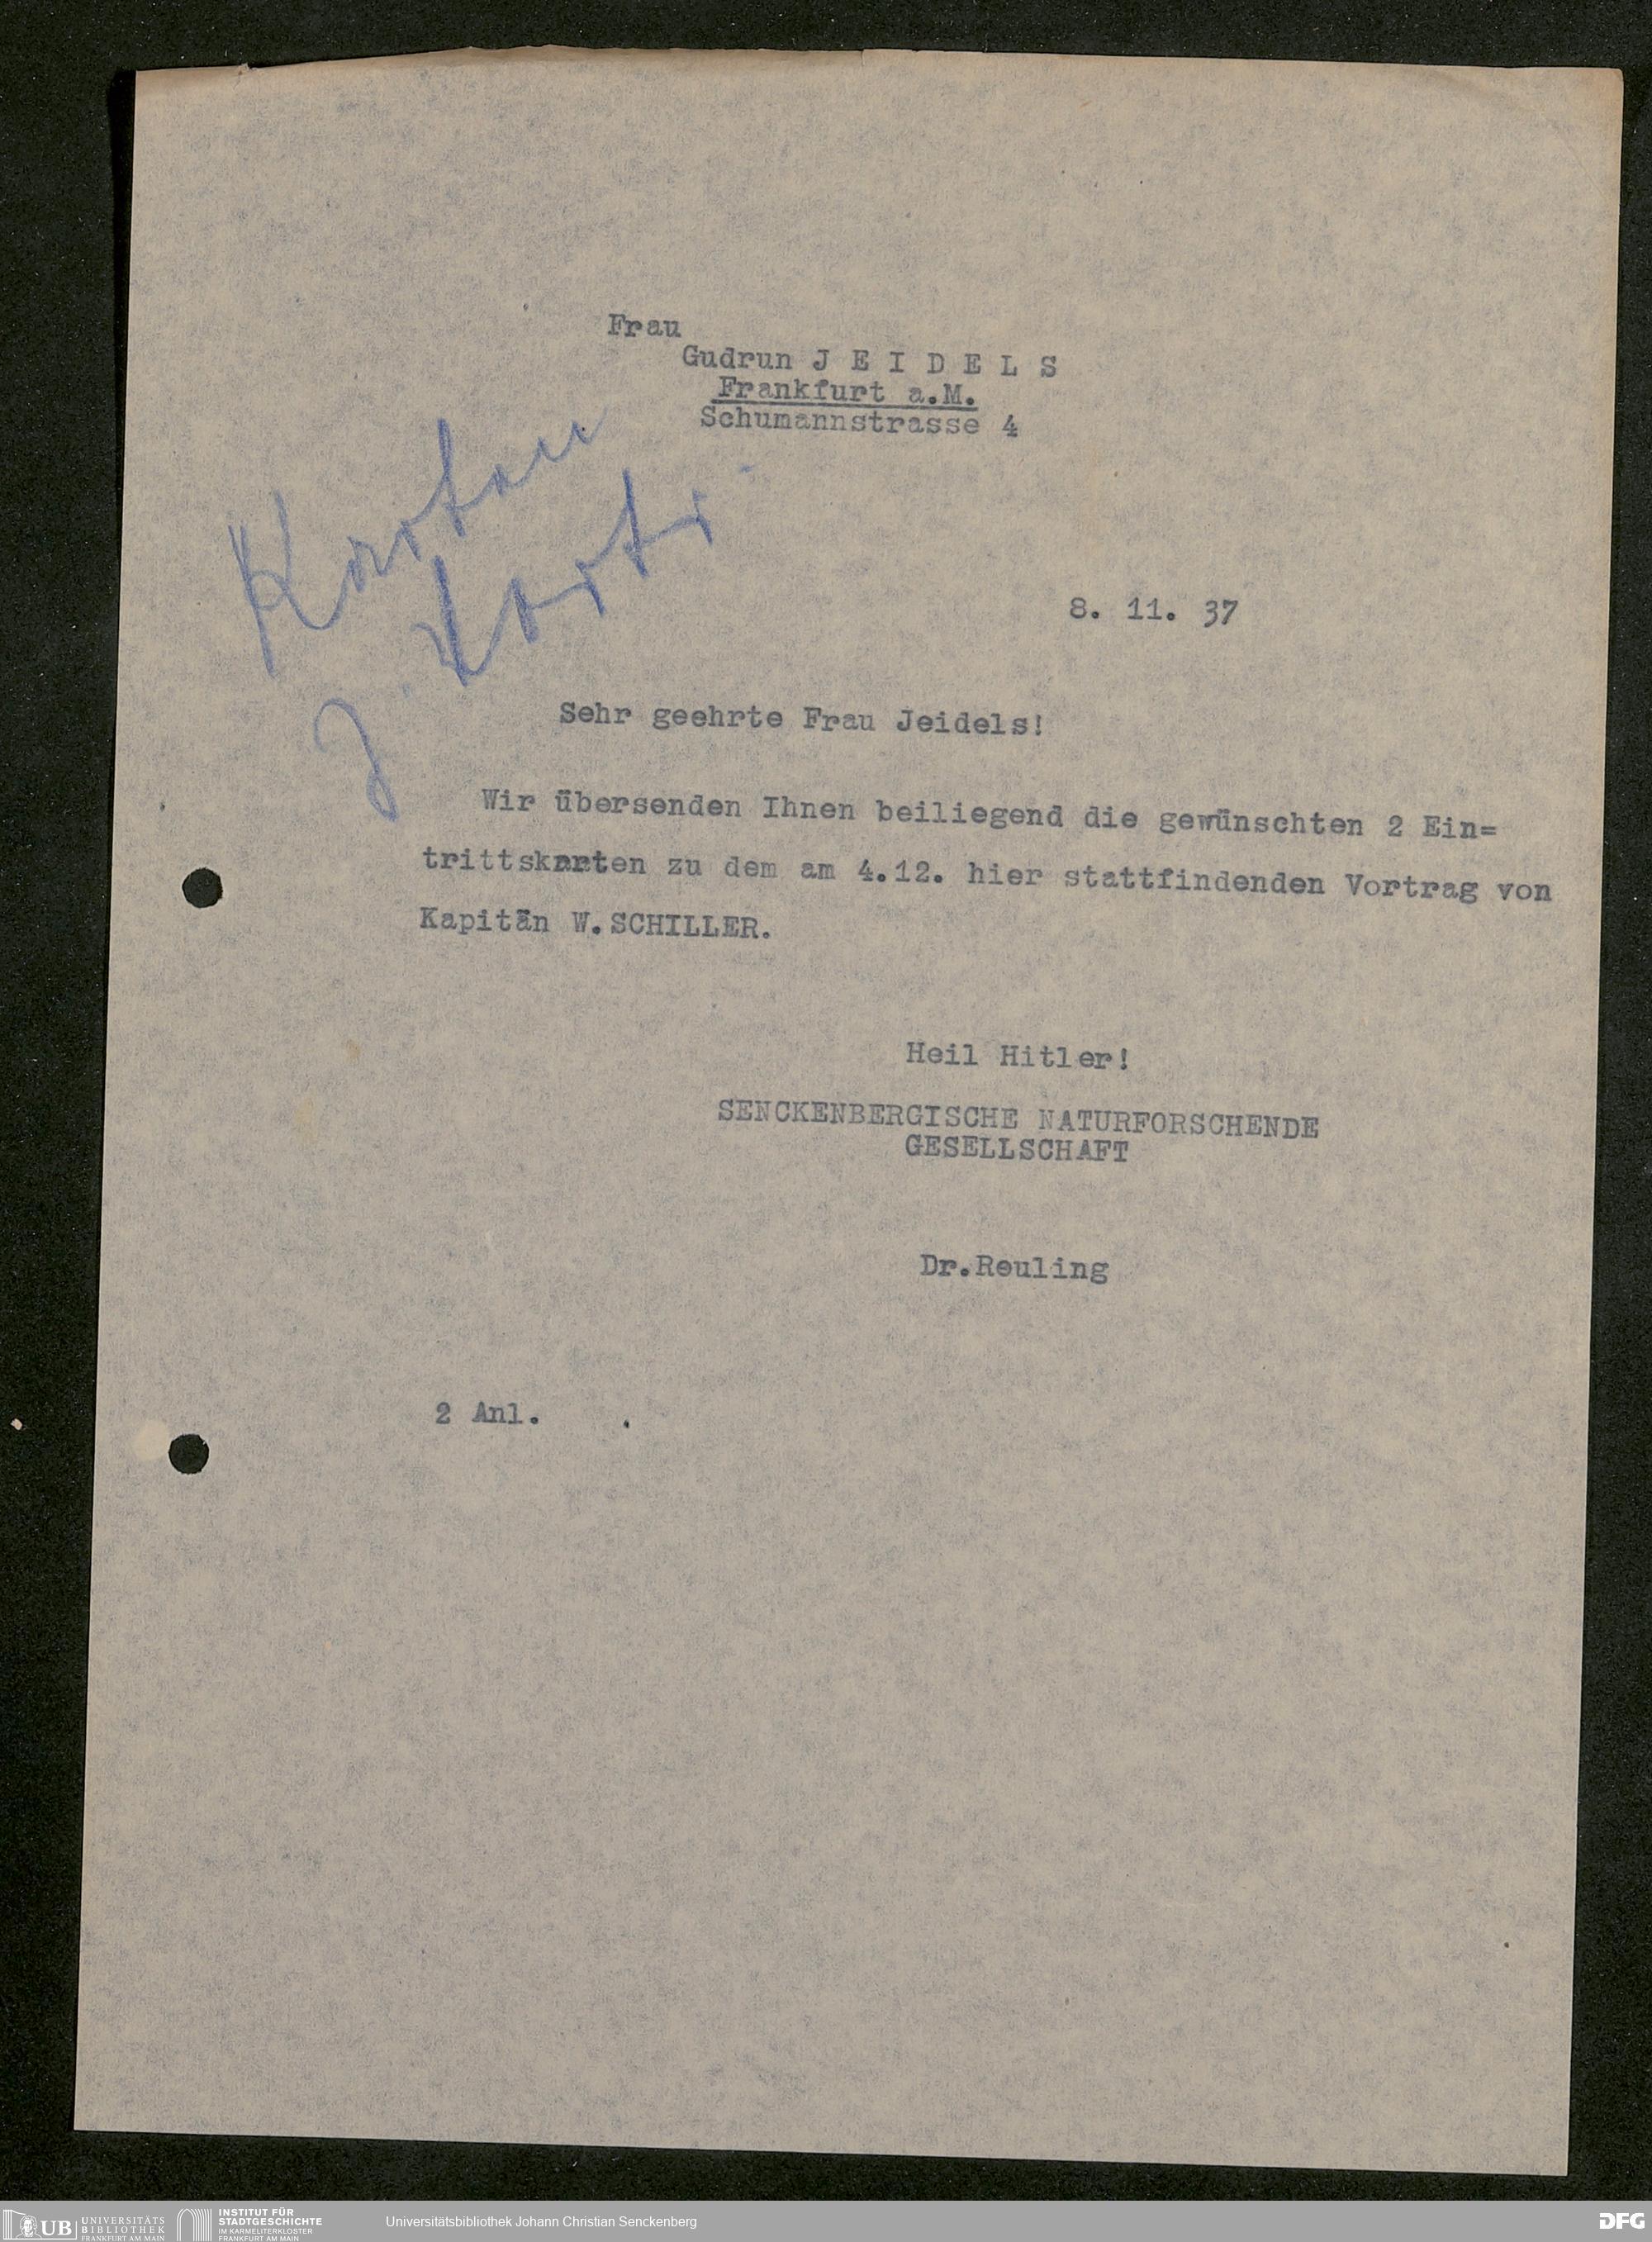 Frau
Gudrun J E I D E L S
Frankfurt a.M.
Schumannstrasse 4
Karten
8. 11. 37
Sehr geehrte Frau Jeidels!
Wir übersenden Ihnen beiliegend die gewünschten 2 Ein=
trittskarten zu dem am 4.12. hier stattfindenden Vortrag von
Kapitän W.SCHILLER.
Heil Hitler!
SENCKENBERGISCHE NATURFORSCHENDE
GESELLSCHAFT
Dr.Reuling
2 Anl.
UB UNIVERSITÄTS
BIBLIOTHEK
FRANKFURT AM MAIN
INSTITUT FÜR
STADTGESCHICHTE
IM KARMELITERKLOSTER
FRANKFURT AM MAIN
Universitätsbibliothek Johann Christian Senckenberg
DFG